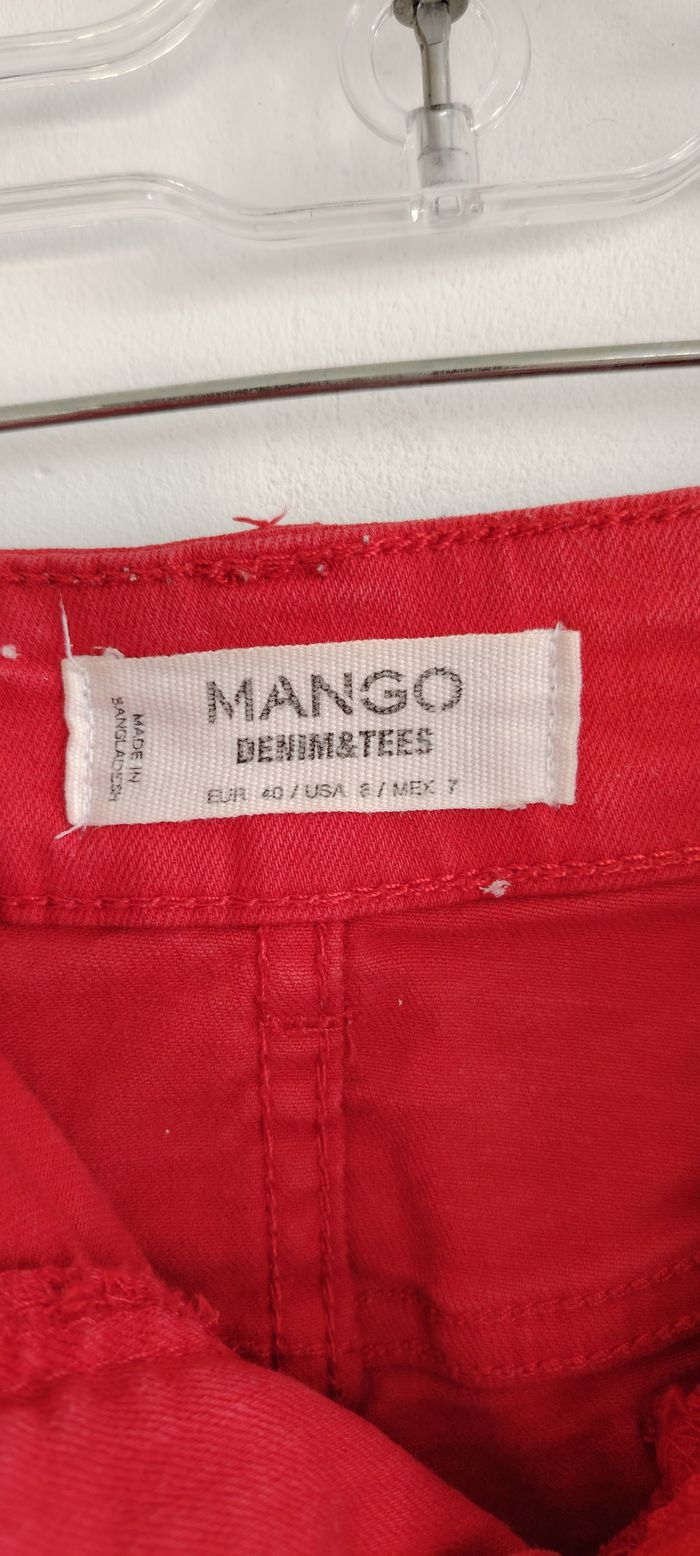 MANGO
DENIM&TEES
EUR 40 / USA 8 / MEX 7
MADE IN
BANGLADESH